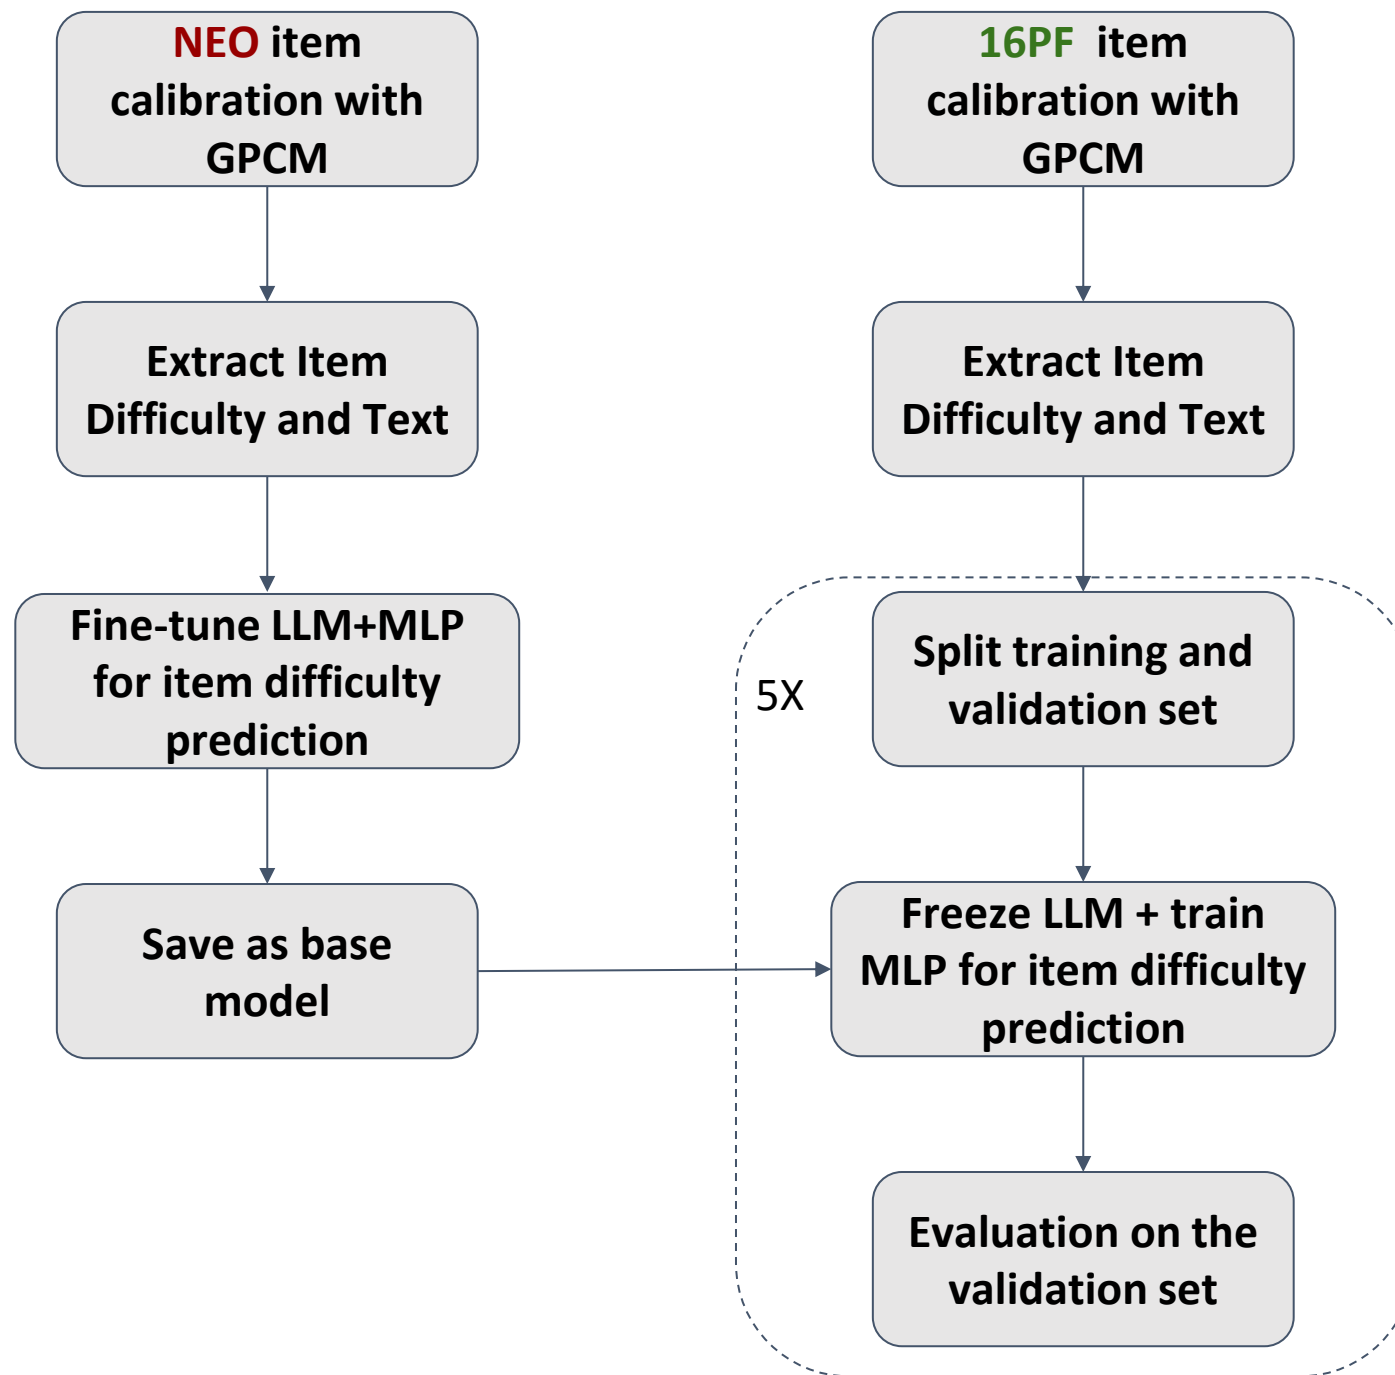 NEO item
calibration with
GPCM
Extract Item
Difficulty and Text
Fine-tune LLM+MLP
for item difficulty
prediction
Save as base
model
16PF item
calibration with
GPCM
Extract Item
Difficulty and Text
5X
Split training and
validation set
Freeze LLM + train
MLP for item difficulty
prediction
Evaluation on the
validation set